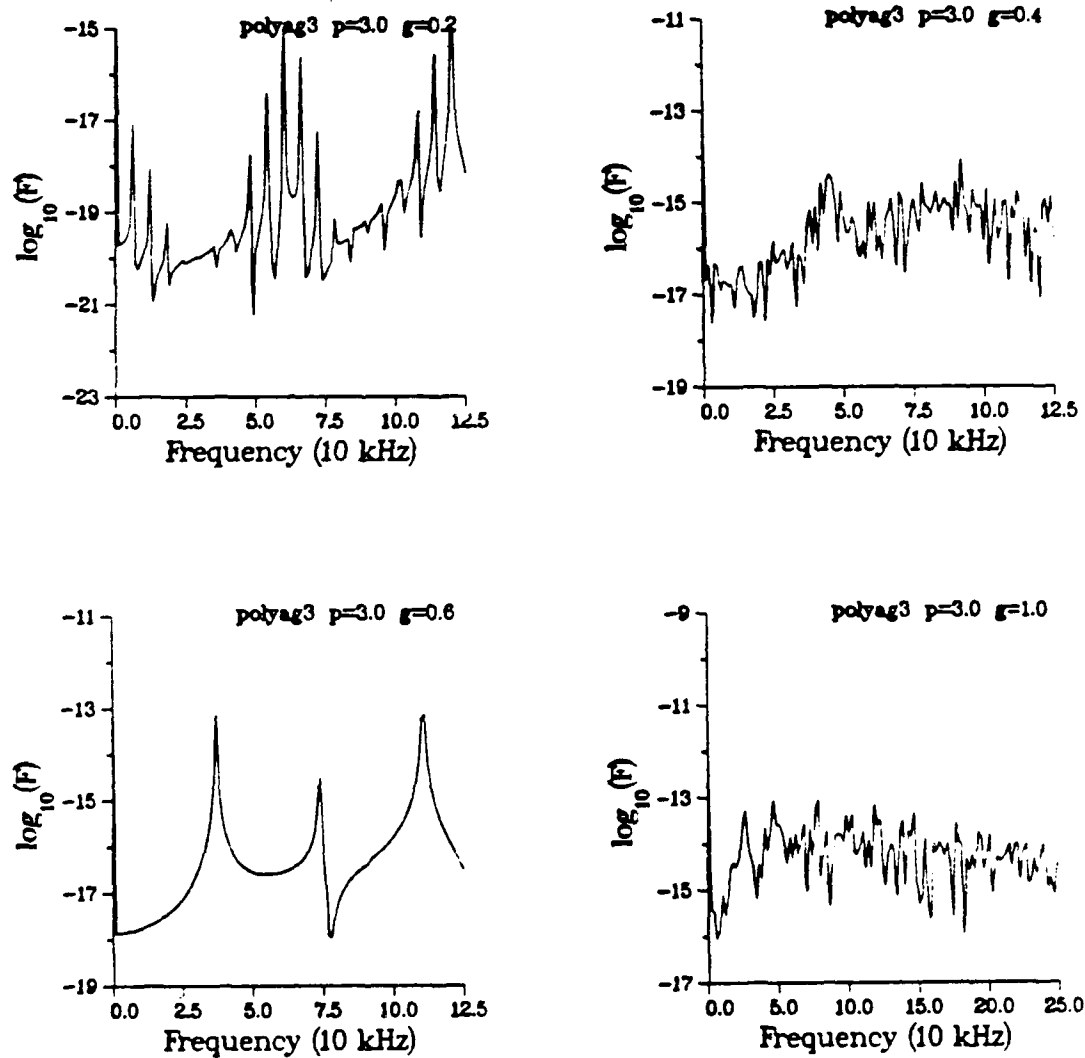 polyag3 p=3.0 g=0.2
-15
-17
-19
-21
-23
log10(F)
0.0 2.5 5.0 7.5 10.0 12.5
Frequency (10 kHz)
polyag3 p=3.0 g=0.4
-11
-13
-15
-17
-19
log10(F)
0.0 2.5 5.0 7.5 10.0 12.5
Frequency (10 kHz)
polyag3 p=3.0 g=0.6
-11
-13
-15
-17
-19
log10(F)
0.0 2.5 5.0 7.5 10.0 12.5
Frequency (10 kHz)
polyag3 p=3.0 g=1.0
-9
-11
-13
-15
-17
log10(F)
0.0 5.0 10.0 15.0 20.0 25.0
Frequency (10 kHz)